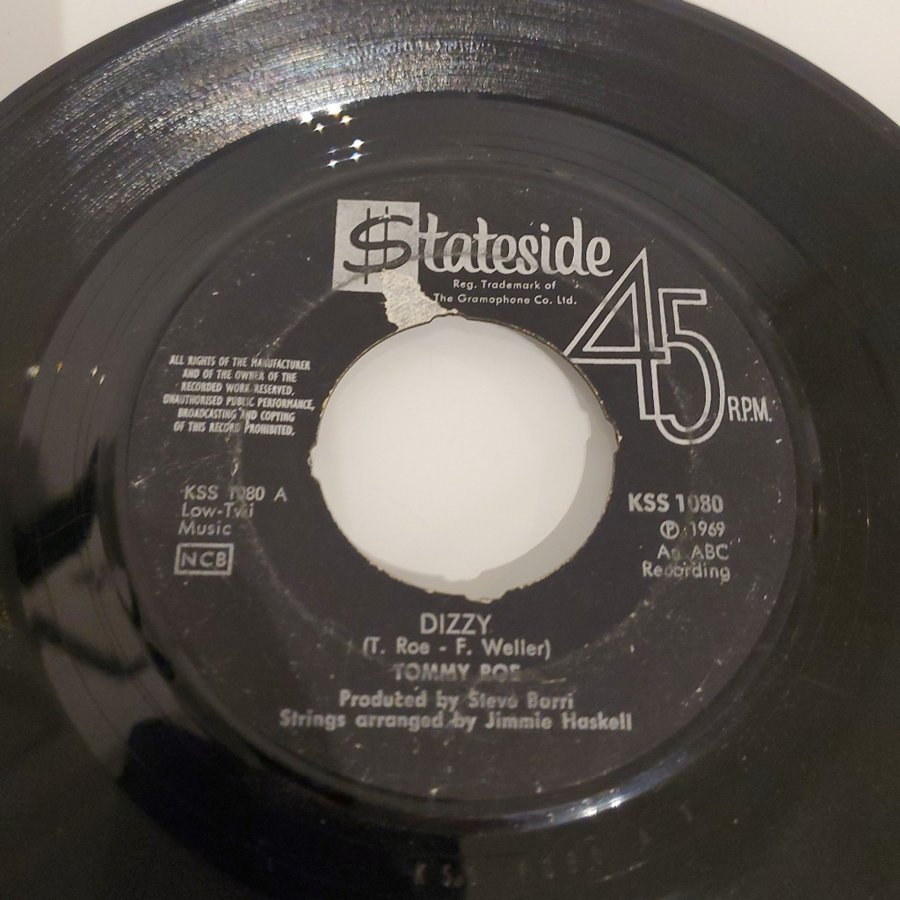 $tateside
Reg. Trademark of
The Gramophone Co. Ltd.
45
R.P.M.
ALL RIGHTS OF THE MANUFACTURER
AND OF THE OWNER OF THE
RECORDED WORK RESERVED.
UNAUTHORISED PUBLIC PERFORMANCE,
BROADCASTING AND COPYING
OF THIS RECORD PROHIBITED.
KSS 1080 A
Low-Twi
Music
NCB
KSS 1080
Ⓟ 1969
An ABC
Recording
DIZZY
(T. Roe - F. Weller)
TOMMY ROE
Produced by Steve Barri
Strings arranged by Jimmie Haskell